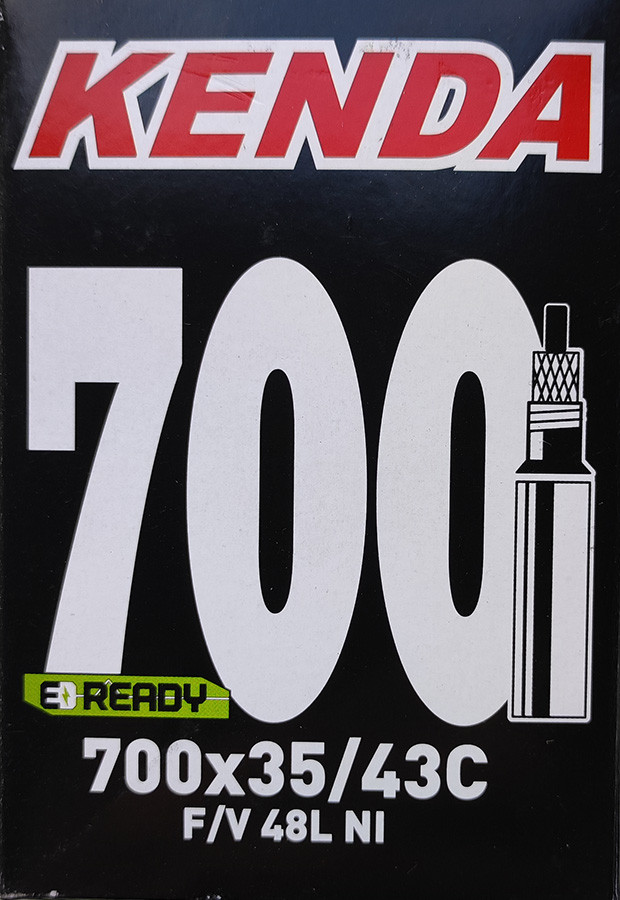 KENDA
700
E READY
700x35/43C
F/V 48L NI